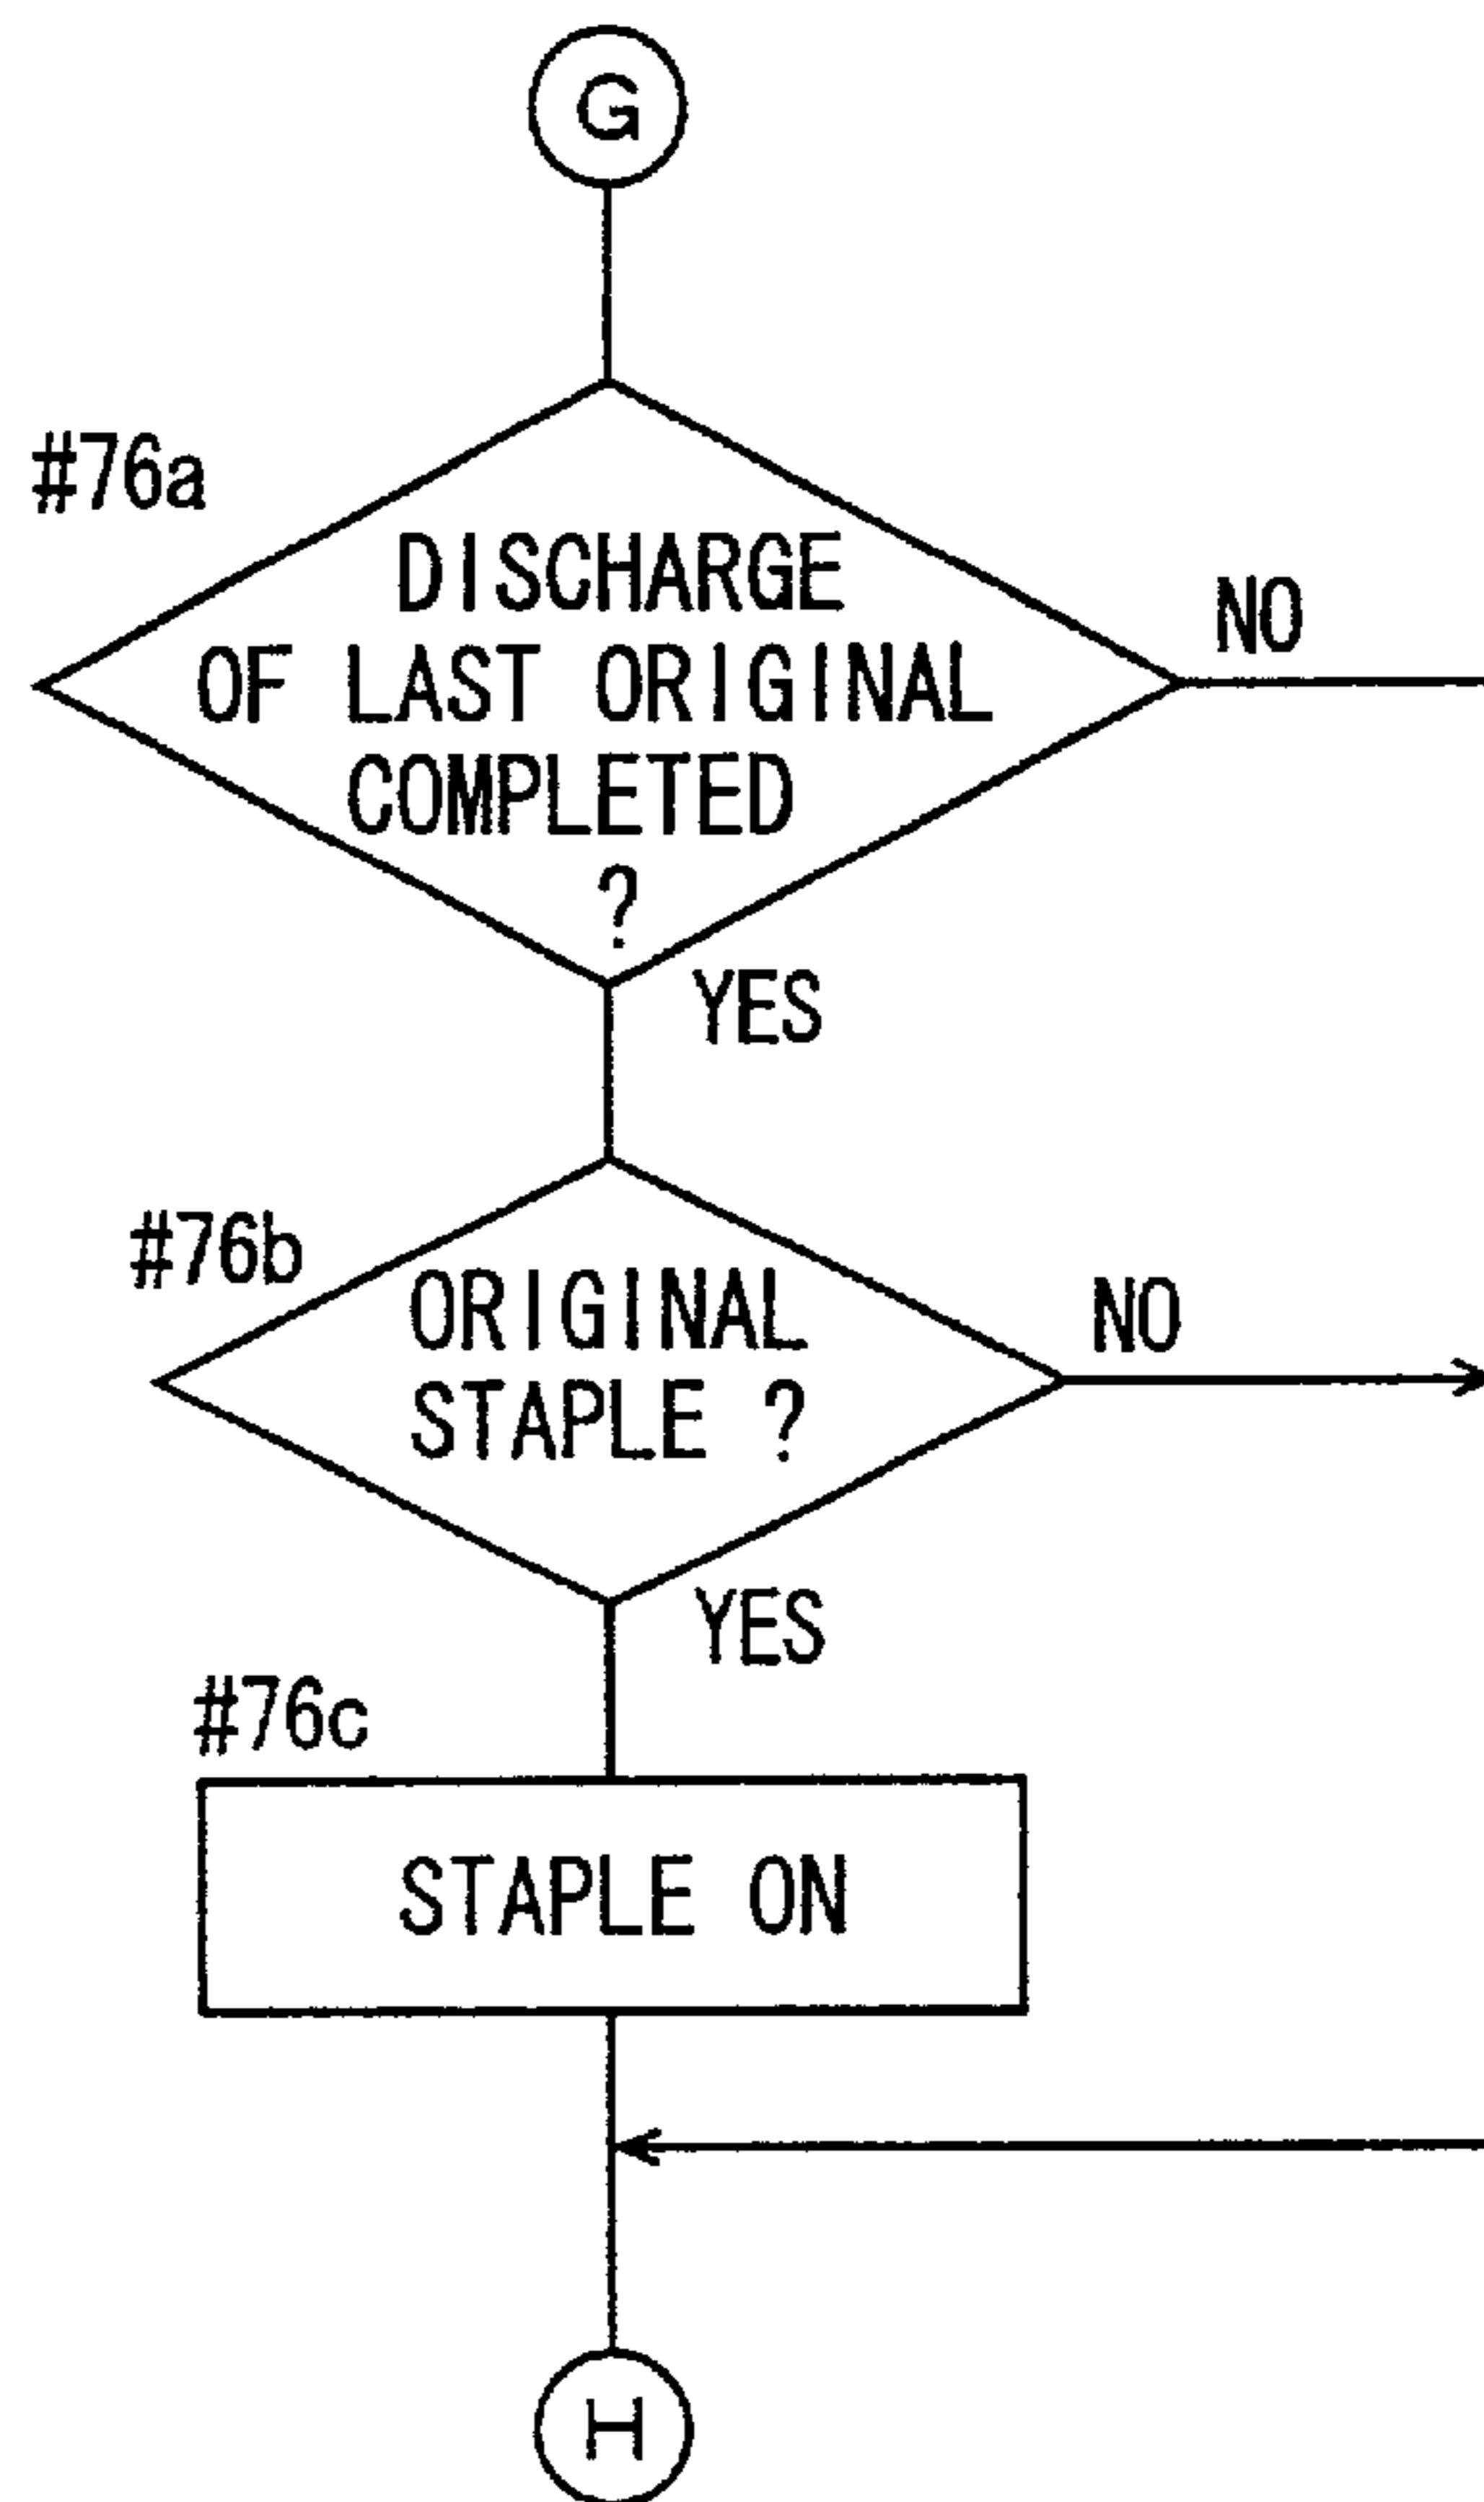 G
#76a
DISCHARGE
OF LAST ORIGINAL
COMPLETED
?
NO
YES
#76b
ORIGINAL
STAPLE ?
NO
YES
#76c
STAPLE ON
H